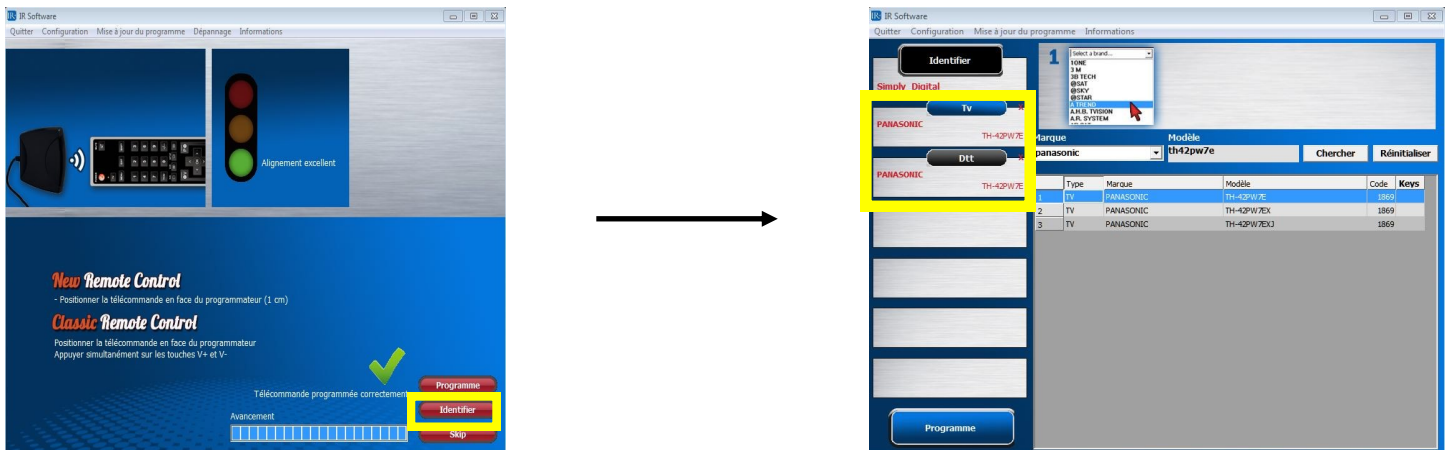 IR Software
Quitter Configuration Mise à jour du programme Dépannage Informations
Alignement excellent
New Remote Control
- Positionner la télécommande en face du programmateur (1 cm)
Classic Remote Control
Positionner la télécommande en face du programmateur
Appuyer simultanément sur les touches V+ et V-
Télécommande programmée correctement
Programme
Identifier
Avancement
Skip
IR Software
Quitter Configuration Mise à jour du programme Informations
Identifier
Simply Digital
Tv
PANASONIC
TH-42PW7E
Dtt
PANASONIC
TH-42PW7E
Programme
1
Select a brand...
1ONE
3 M
3B TECH
@SAT
@SKY
@STAR
A TREND
A.H.B. TVISION
A.R. SYSTEM
Marque Modèle
panasonic th42pw7e Chercher Réinitialiser
Type Marque Modèle Code Keys
1 TV PANASONIC TH-42PW7E 1869
2 TV PANASONIC TH-42PW7EX 1869
3 TV PANASONIC TH-42PW7EXJ 1869